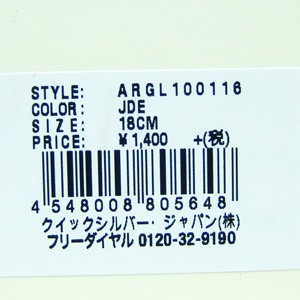 STYLE: ARGL100116
COLOR: JDE
SIZE: 18CM
PRICE: ¥1,400 +(税)
4 548008 805648
クイックシルバー・ジャパン(株)
フリーダイヤル 0120-32-9190